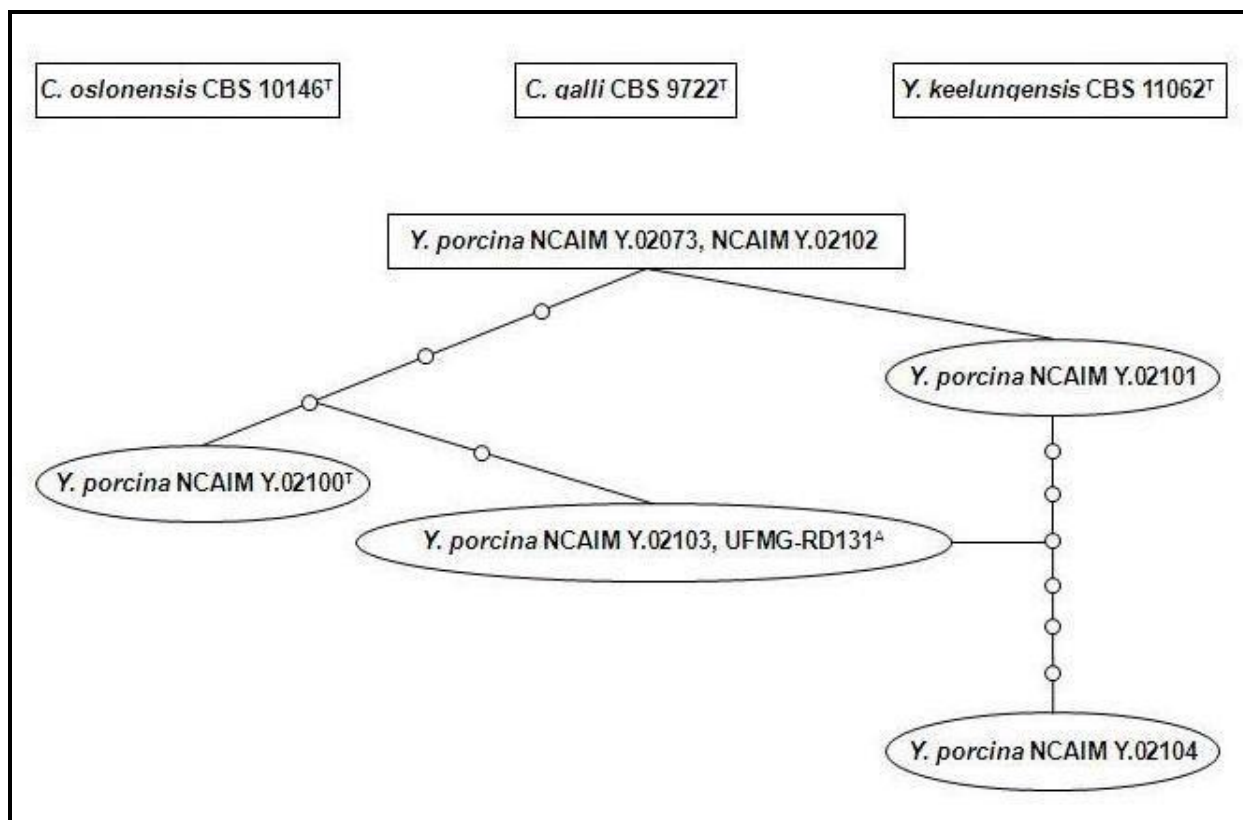 C. oslonensis CBS 10146ᵀ
C. galli CBS 9722ᵀ
Y. keelungensis CBS 11062ᵀ
Y. porcina NCAIM Y.02073, NCAIM Y.02102
Y. porcina NCAIM Y.02101
Y. porcina NCAIM Y.02100ᵀ
Y. porcina NCAIM Y.02103, UFMG-RD131ᴬ
Y. porcina NCAIM Y.02104